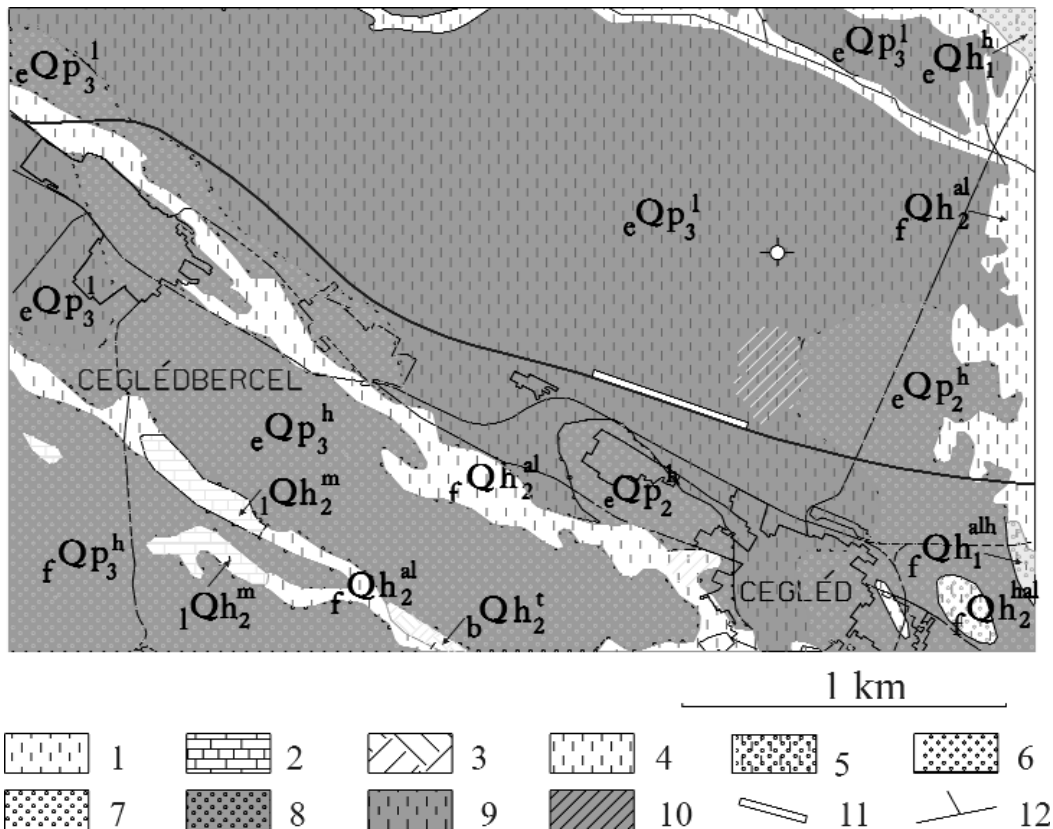 eQp₃ˡ
eQp₃ˡ
eQh₁ʰ
eQp₃ˡ
fQh₂ᵃˡ
eQp₃ˡ
CEGLÉDBERCEL
eQp₃ʰ
eQp₂ʰ
lQh₂ᵐ
fQh₂ᵃˡ
eQp₂ʰ
fQp₃ʰ
lQh₂ᵐ
fQh₂ᵃˡ
bQh₂ᵗ
CEGLÉD
fQh₁ᵃˡʰ
fQh₂ʰᵃˡ
1 km
1 2 3 4 5 6
7 8 9 10 11 12